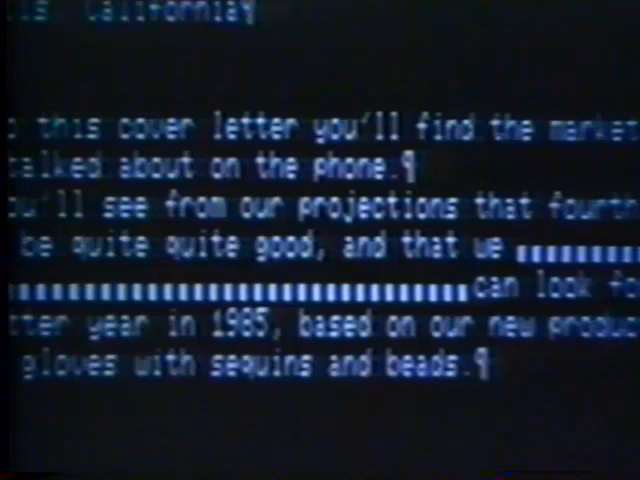 California¶
this cover letter you'll find the market
talked about on the phone.¶
ou'll see from our projections that fourth
be quite quite good, and that we
can look fo
tter year in 1985, based on our new produc
gloves with sequins and beads.¶